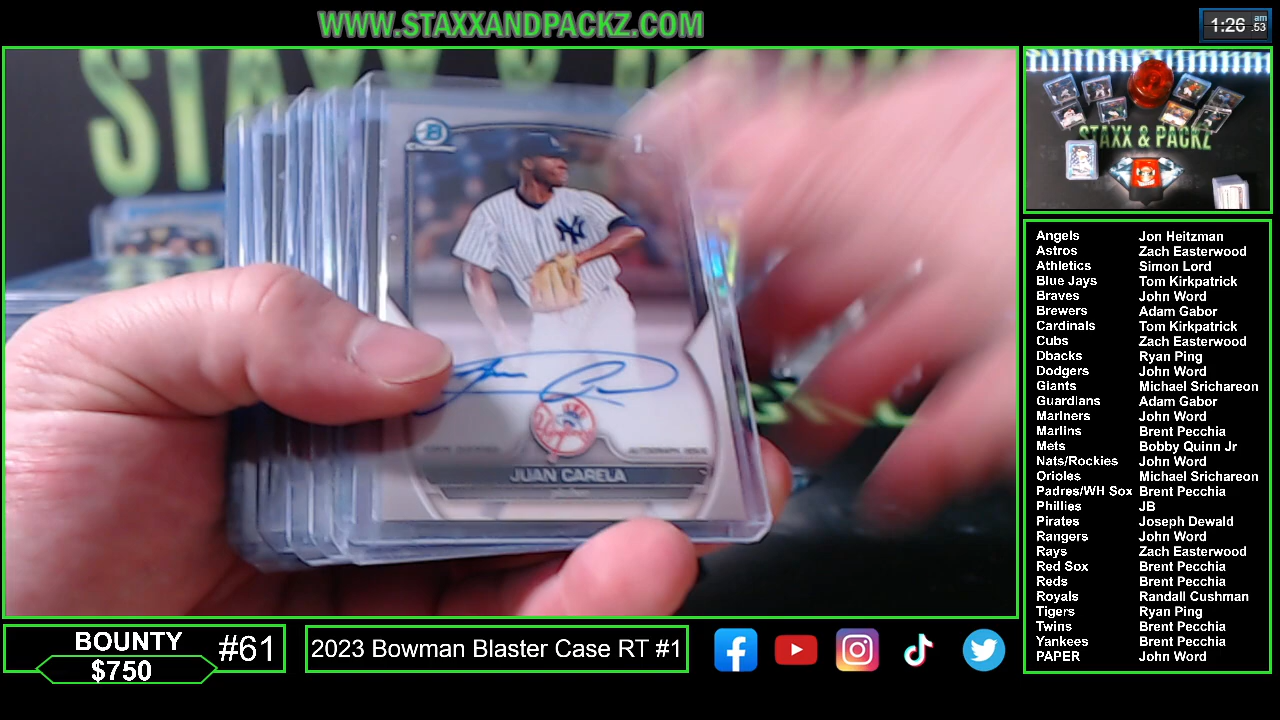 WWW.STAXXANDPACKZ.COM
1:26 am
:53
STAXX & PACKZ
Chrome
NY
AUTOGRAPH ISSUE
JUAN CARELA
Angels Jon Heitzman
Astros Zach Easterwood
Athletics Simon Lord
Blue Jays Tom Kirkpatrick
Braves John Word
Brewers Adam Gabor
Cardinals Tom Kirkpatrick
Cubs Zach Easterwood
Dbacks Ryan Ping
Dodgers John Word
Giants Michael Srichareon
Guardians Adam Gabor
Mariners John Word
Marlins Brent Pecchia
Mets Bobby Quinn Jr
Nats/Rockies John Word
Orioles Michael Srichareon
Padres/WH Sox Brent Pecchia
Phillies JB
Pirates Joseph Dewald
Rangers John Word
Rays Zach Easterwood
Red Sox Brent Pecchia
Reds Brent Pecchia
Royals Randall Cushman
Tigers Ryan Ping
Twins Brent Pecchia
Yankees Brent Pecchia
PAPER John Word
BOUNTY
$750
#61
2023 Bowman Blaster Case RT #1